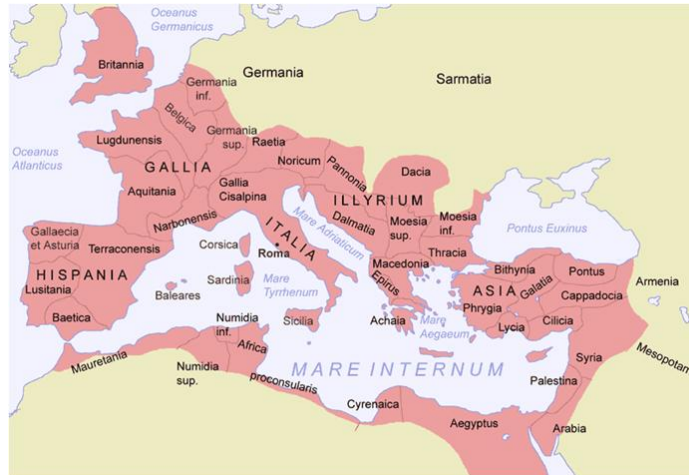 Oceanus
Germanicus
Britannia
Germania
Sarmatia
Germania
inf.
Belgica
Oceanus
Atlanticus
Lugdunensis
Germania
sup.
Raetia
Noricum
Pannonia
Dacia
GALLIA
Aquitania
Gallia
Cisalpina
ILLYRIUM
Dalmatia
Moesia
sup.
Moesia
inf.
Pontus Euxinus
Narbonensis
Gallaecia
et Asturia
Terraconensis
ITALIA
Mare Adriaticum
Corsica
Roma
Macedonia
Thracia
Bithynia
Pontus
Armenia
HISPANIA
Lusitania
Baleares
Sardinia
Mare
Tyrrhenum
Epirus
ASIA
Galatia
Cappadocia
Phrygia
Baetica
Numidia
inf.
Sicilia
Achaia
Mare
Aegaeum
Lycia
Cilicia
Mauretania
Africa
Numidia
sup.
proconsularis
MARE INTERNUM
Syria
Mesopotam
Palestina
Cyrenaica
Aegyptus
Arabia